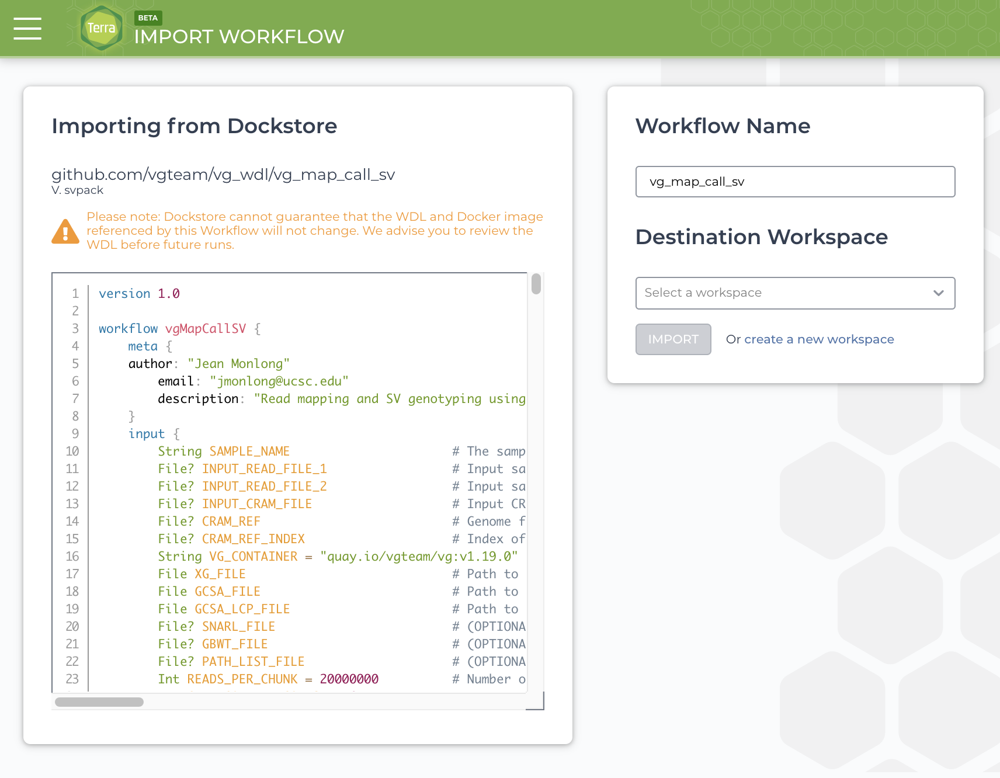 Terra
BETA
IMPORT WORKFLOW
Importing from Dockstore
github.com/vgteam/vg_wdl/vg_map_call_sv
V. svpack
Please note: Dockstore cannot guarantee that the WDL and Docker image
referenced by this Workflow will not change. We advise you to review the
WDL before future runs.
1 version 1.0
2
3 workflow vgMapCallSV {
4 meta {
5 author: "Jean Monlong"
6 email: "jmonlong@ucsc.edu"
7 description: "Read mapping and SV genotyping using
8 }
9 input {
10 String SAMPLE_NAME # The samp
11 File? INPUT_READ_FILE_1 # Input sa
12 File? INPUT_READ_FILE_2 # Input sa
13 File? INPUT_CRAM_FILE # Input CR
14 File? CRAM_REF # Genome f
15 File? CRAM_REF_INDEX # Index of
16 String VG_CONTAINER = "quay.io/vgteam/vg:v1.19.0"
17 File XG_FILE # Path to
18 File GCSA_FILE # Path to
19 File GCSA_LCP_FILE # Path to
20 File? SNARL_FILE # (OPTIONA
21 File? GBWT_FILE # (OPTIONA
22 File? PATH_LIST_FILE # (OPTIONA
23 Int READS_PER_CHUNK = 20000000 # Number o
Workflow Name
vg_map_call_sv
Destination Workspace
Select a workspace
IMPORT Or create a new workspace